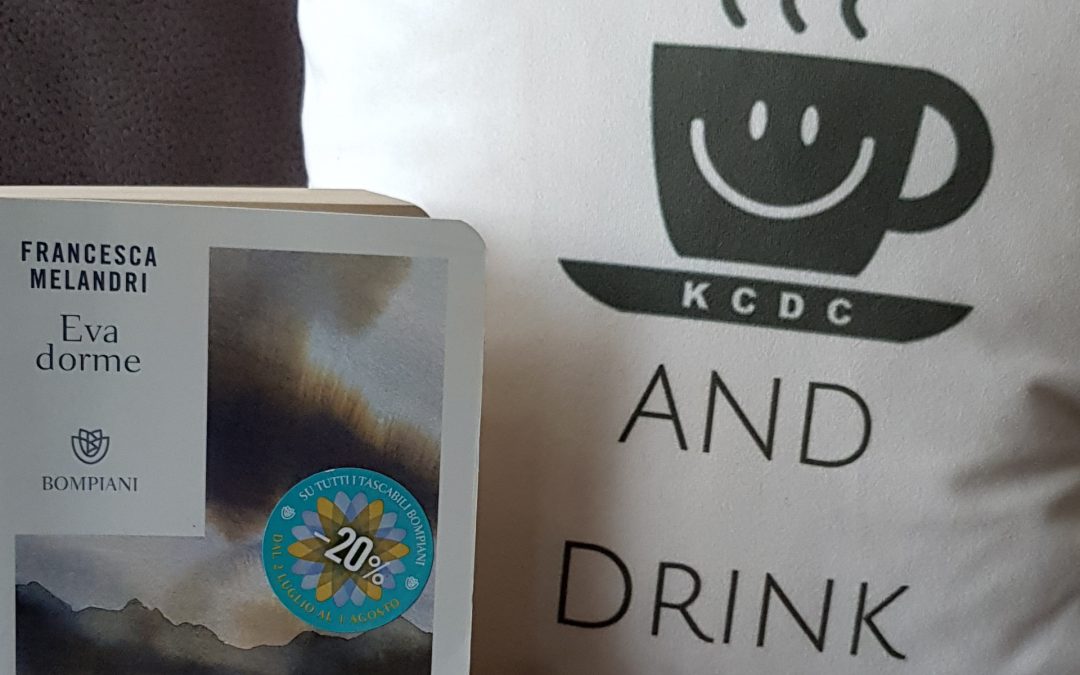 FRANCESCA
MELANDRI
Eva
dorme
BOMPIANI
SU TUTTI I TASCABILI BOMPIANI
-20%
DAL 2 LUGLIO AL 1 AGOSTO
KCDC
AND
DRINK